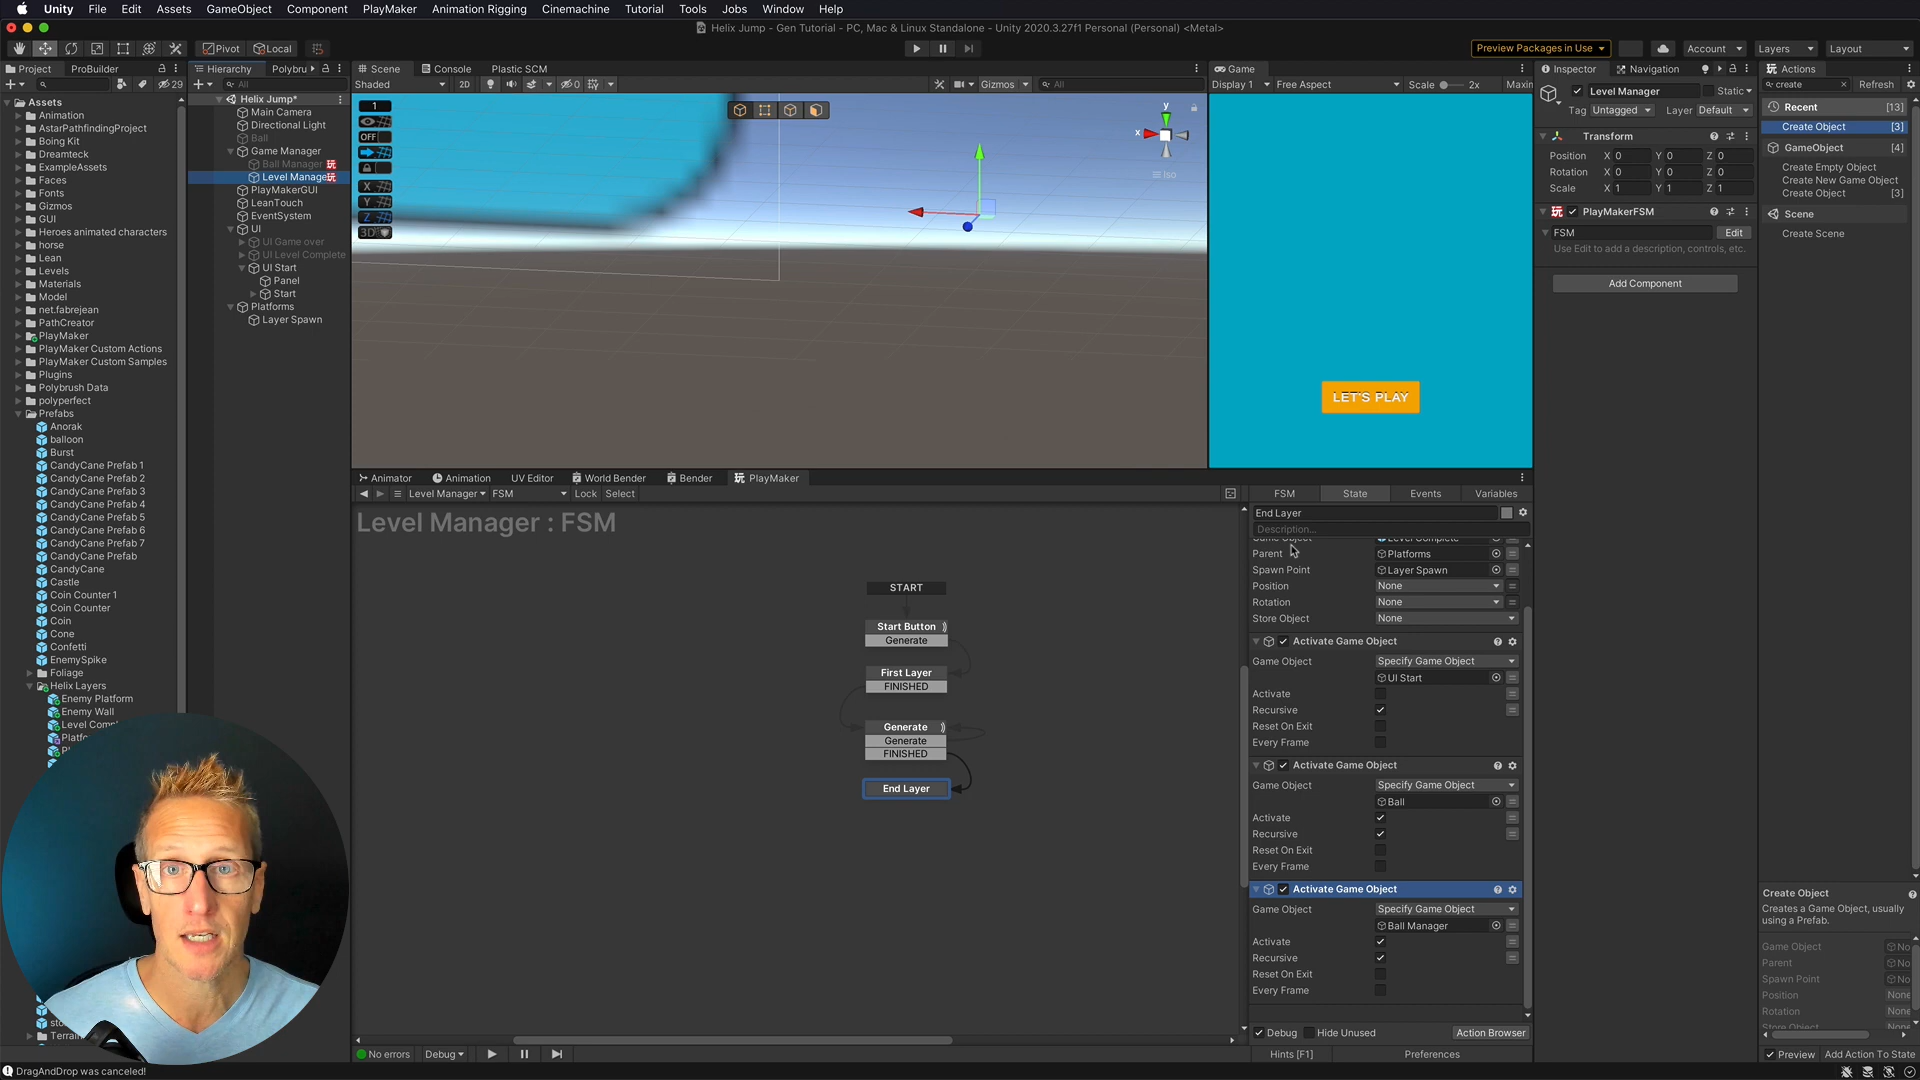 Unity File Edit Assets GameObject Component PlayMaker Animation Rigging Cinemachine Tutorial Tools Jobs Window Help
Helix Jump - Gen Tutorial - PC, Mac & Linux Standalone - Unity 2020.3.27f1 Personal (Personal) <Metal>
Pivot Local Preview Packages in Use Account Layers Layout
Project ProBuilder
29
Assets
Animation
AstarPathfindingProject
Boing Kit
Dreamteck
ExampleAssets
Faces
Fonts
Gizmos
GUI
Heroes animated characters
horse
Lean
Levels
Materials
Model
net.fabrejean
PathCreator
PlayMaker
PlayMaker Custom Actions
PlayMaker Custom Samples
Plugins
Polybrush Data
polyperfect
Prefabs
Anorak
balloon
Burst
CandyCane Prefab 1
CandyCane Prefab 2
CandyCane Prefab 3
CandyCane Prefab 4
CandyCane Prefab 5
CandyCane Prefab 6
CandyCane Prefab 7
CandyCane Prefab
CandyCane
Castle
Coin Counter 1
Coin Counter
Coin
Cone
Confetti
EnemySpike
Foliage
Helix Layers
Enemy Platform
Enemy Wall
Level Compl
Platfo
Terrain
Hierarchy Polybru
All
Helix Jump*
Main Camera
Directional Light
Ball
Game Manager
Ball Manager
Level Manage
PlayMakerGUI
LeanTouch
EventSystem
UI
UI Game over
UI Level Complete
UI Start
Panel
Start
Platforms
Layer Spawn
Scene Console Plastic SCM
Shaded 2D 0 Gizmos All
1
OFF
X
Y
Z
3D
y
x
Iso
Game
Display 1 Free Aspect Scale 2x Maxin
LET'S PLAY
Animator Animation UV Editor World Bender Bender PlayMaker
Level Manager FSM Lock Select
Level Manager : FSM
START
Start Button
Generate
First Layer
FINISHED
Generate
Generate
FINISHED
End Layer
FSM State Events Variables
End Layer
Description...
Game Object Level Complete
Parent Platforms
Spawn Point Layer Spawn
Position None
Rotation None
Store Object None
Activate Game Object
Game Object Specify Game Object
UI Start
Activate
Recursive
Reset On Exit
Every Frame
Activate Game Object
Game Object Specify Game Object
Ball
Activate
Recursive
Reset On Exit
Every Frame
Activate Game Object
Game Object Specify Game Object
Ball Manager
Activate
Recursive
Reset On Exit
Every Frame
Debug Hide Unused Action Browser
No errors Debug Hints [F1] Preferences
Inspector Navigation
Level Manager Static
Tag Untagged Layer Default
Transform
Position X 0 Y 0 Z 0
Rotation X 0 Y 0 Z 0
Scale X 1 Y 1 Z 1
PlayMakerFSM
FSM Edit
Use Edit to add a description, controls, etc.
Add Component
Actions
create Refresh
Recent [13]
Create Object [3]
GameObject [4]
Create Empty Object
Create New Game Object
Create Object [3]
Scene
Create Scene
Create Object
Creates a Game Object, usually
using a Prefab.
Game Object No
Parent No
Spawn Point No
Position None
Rotation None
Store Object None
Preview Add Action To State
DragAndDrop was canceled!